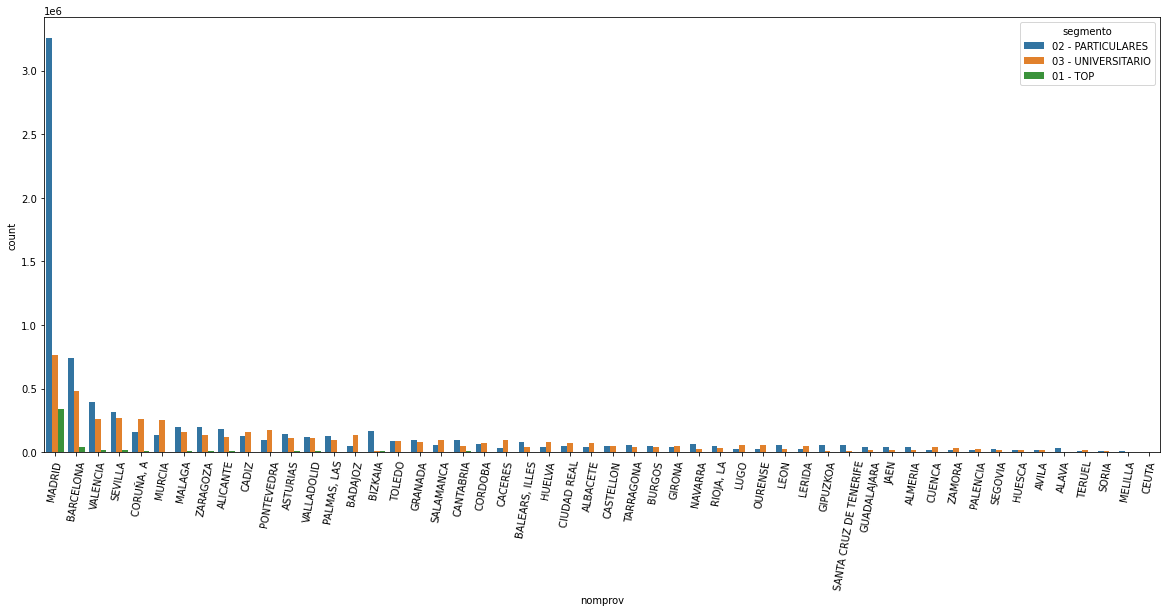 1e6
3.0
2.5
2.0
1.5
1.0
0.5
0.0
count
segmento
02 - PARTICULARES
03 - UNIVERSITARIO
01 - TOP
MADRID
BARCELONA
VALENCIA
SEVILLA
CORUÑA, A
MURCIA
MALAGA
ZARAGOZA
ALICANTE
CADIZ
PONTEVEDRA
ASTURIAS
VALLADOLID
PALMAS, LAS
BADAJOZ
BIZKAIA
TOLEDO
GRANADA
SALAMANCA
CANTABRIA
CORDOBA
CACERES
BALEARS, ILLES
HUELVA
CIUDAD REAL
ALBACETE
CASTELLON
TARRAGONA
BURGOS
GIRONA
NAVARRA
RIOJA, LA
LUGO
OURENSE
LEON
LERIDA
GIPUZKOA
SANTA CRUZ DE TENERIFE
GUADALAJARA
JAEN
ALMERIA
CUENCA
ZAMORA
PALENCIA
SEGOVIA
HUESCA
AVILA
ALAVA
TERUEL
SORIA
MELILLA
CEUTA
nomprov